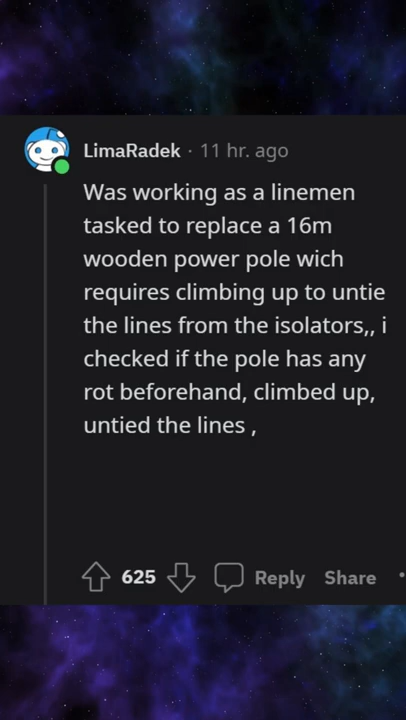 LimaRadek · 11 hr. ago
Was working as a linemen
tasked to replace a 16m
wooden power pole wich
requires climbing up to untie
the lines from the isolators,, i
checked if the pole has any
rot beforehand, climbed up,
untied the lines ,
625 Reply Share